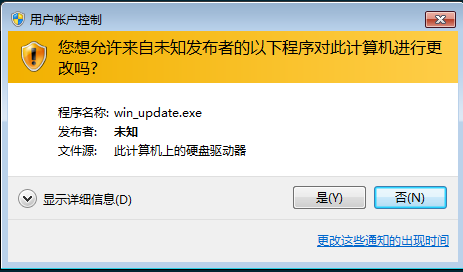 用户帐户控制
您想允许来自未知发布者的以下程序对此计算机进行更
改吗?
程序名称: win_update.exe
发布者: 未知
文件源: 此计算机上的硬盘驱动器
显示详细信息(D)
是(Y)
否(N)
更改这些通知的出现时间